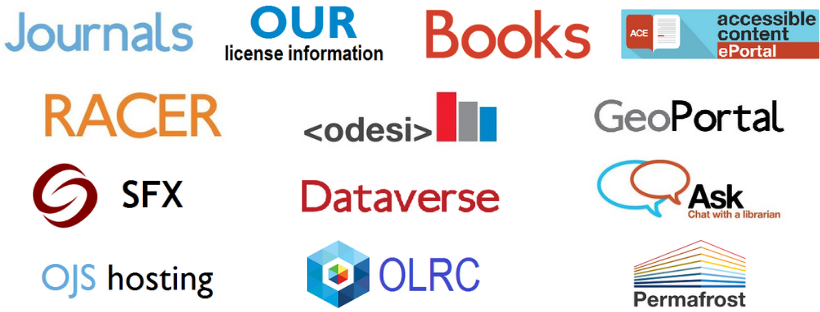 Journals
OUR
license information
Books
ACE
accessible
content
ePortal
RACER
<odesi>
GeoPortal
SFX
Dataverse
Ask
Chat with a librarian
OJS hosting
OLRC
Permafrost